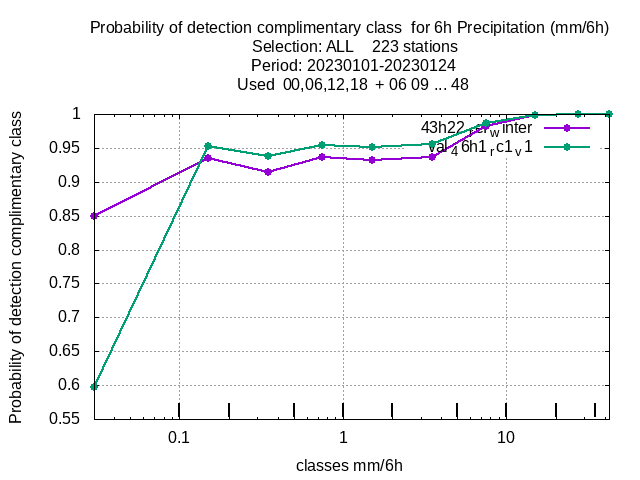 Probability of detection complimentary class  for 6h Precipitation (mm/6h)
Selection: ALL    223 stations
Period: 20230101-20230124
Used  00,06,12,18  + 06 09 ... 48
Probability of detection complimentary class
1
0.95
0.9
0.85
0.8
0.75
0.7
0.65
0.6
0.55
43h22_rer_winter
val_46h1_rc1_v1
0.1
1
10
classes mm/6h